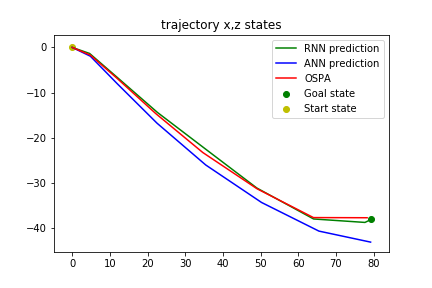 trajectory x,z states
RNN prediction
ANN prediction
OSPA
Goal state
Start state
0
−10
−20
−30
−40
0 10 20 30 40 50 60 70 80